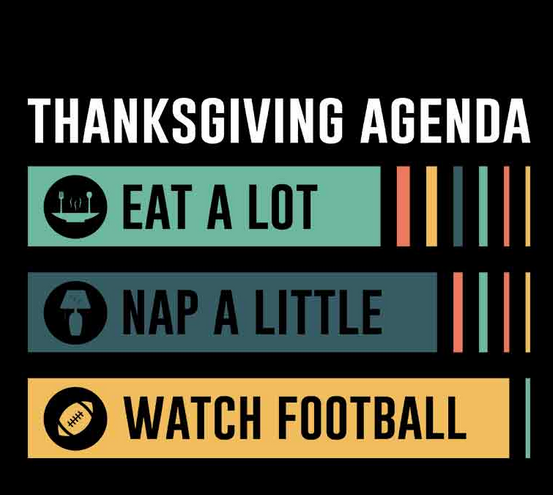 THANKSGIVING AGENDA
EAT A LOT
NAP A LITTLE
WATCH FOOTBALL